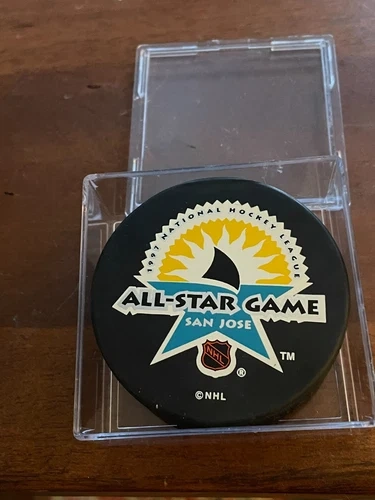 1997 NATIONAL HOCKEY LEAGUE
ALL-STAR GAME
SAN JOSE
NHL
® TM
©NHL